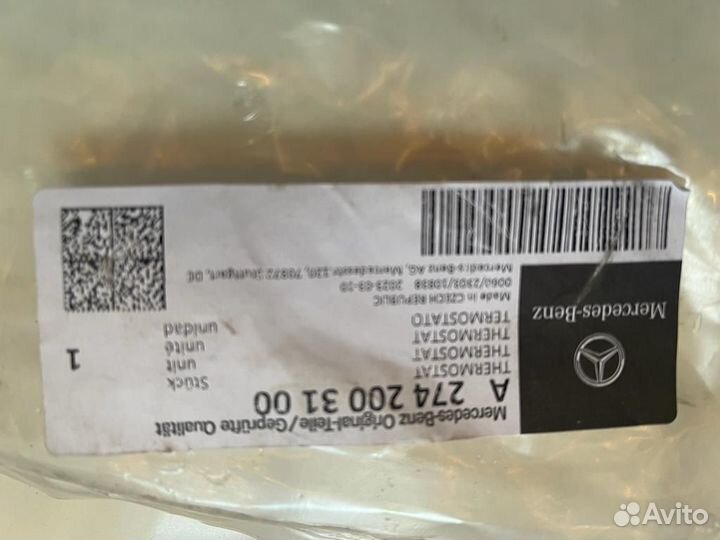 Mercedes-Benz Original-Teile/Geprüfte Qualität
A 274 200 31 00
THERMOSTAT
THERMOSTAT
THERMOSTAT
TERMOSTATO
Stück
unit
unité
unidad
1
Made in CZECH REPUBLIC
2023-03-10
Mercedes-Benz AG, Mercedesstr.120, 70372 Stuttgart, DE
Mercedes-Benz
Avito